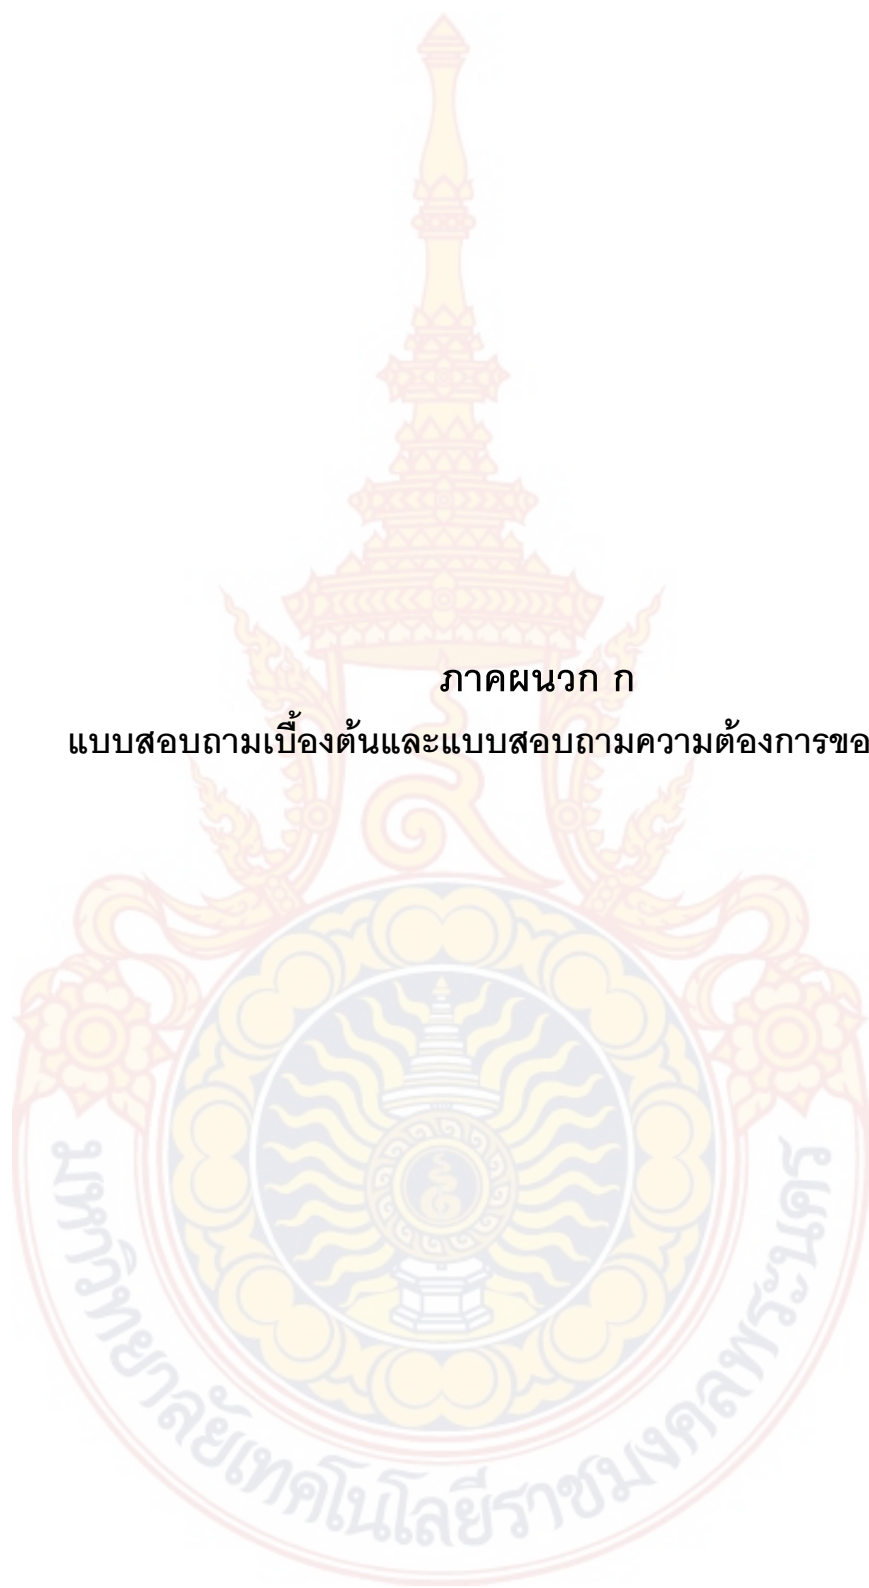 ภาคผนวก ก
แบบสอบถามเบื้องต้นและแบบสอบถามความต้องการขอ
มหาวิทยาลัยเทคโนโลยีราชมงคลพระนคร